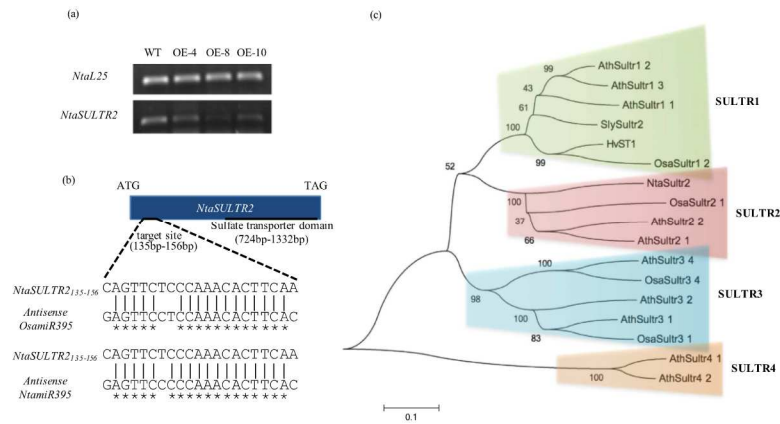 (a)
WT OE-4 OE-8 OE-10
NtaL25
NtaSULTR2
(b)
ATG TAG
NtaSULTR2
target site
(135bp-156bp)
Sulfate transporter domain
(724bp-1332bp)
NtaSULTR2135-156 CAGTTCTCCCAAACACTTCAA
Antisense
OsamiR395 GAGTTCCTCCAAACACTTCAC
***** *************
NtaSULTR2135-156 CAGTTCTCCCAAACACTTCAA
Antisense
NtamiR395 GAGTTCCCCCAAACACTTCAC
***** *************
(c)
99 AthSultr1 2
43 AthSultr1 3
61 AthSultr1 1
100 SlySultr2
HvST1
99 OsaSultr1 2
SULTR1
52
NtaSultr2
100 OsaSultr2 1
37 AthSultr2 2
66 AthSultr2 1
SULTR2
100 AthSultr3 4
OsaSultr3 4
98 AthSultr3 2
100 AthSultr3 1
83 OsaSultr3 1
SULTR3
AthSultr4 1
100 AthSultr4 2
SULTR4
0.1